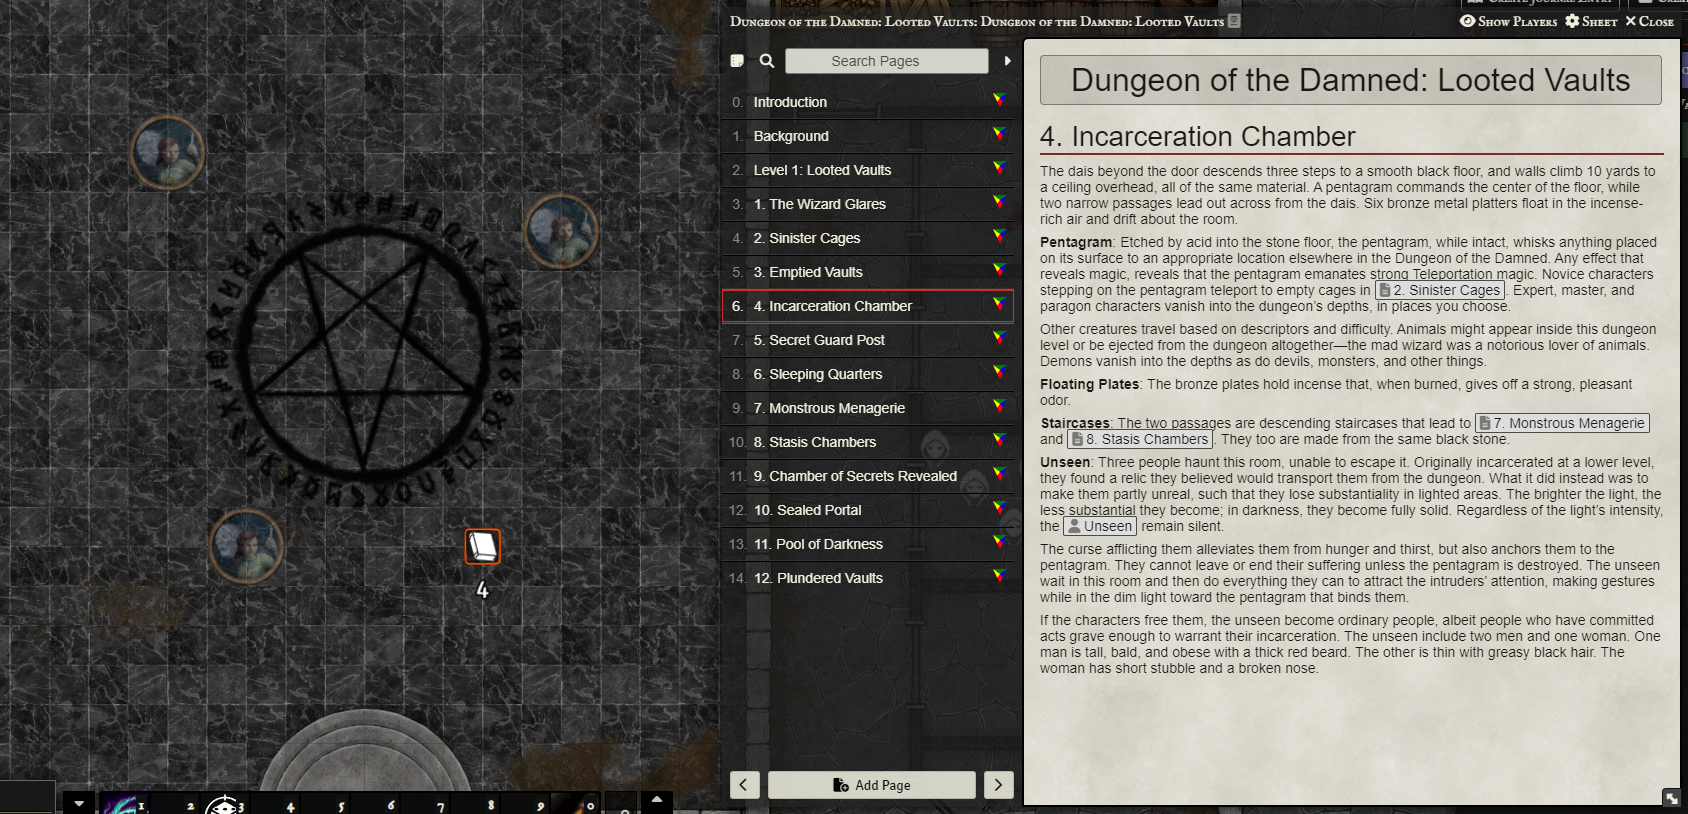 Dungeon of the Damned: Looted Vaults: Dungeon of the Damned: Looted Vaults
Show Players Sheet Close
Search Pages
0. Introduction
1. Background
2. Level 1: Looted Vaults
3. 1. The Wizard Glares
4. 2. Sinister Cages
5. 3. Emptied Vaults
6. 4. Incarceration Chamber
7. 5. Secret Guard Post
8. 6. Sleeping Quarters
9. 7. Monstrous Menagerie
10. 8. Stasis Chambers
11. 9. Chamber of Secrets Revealed
12. 10. Sealed Portal
13. 11. Pool of Darkness
14. 12. Plundered Vaults
Add Page
Dungeon of the Damned: Looted Vaults
4. Incarceration Chamber
The dais beyond the door descends three steps to a smooth black floor, and walls climb 10 yards to
a ceiling overhead, all of the same material. A pentagram commands the center of the floor, while
two narrow passages lead out across from the dais. Six bronze metal platters float in the incense-
rich air and drift about the room.
Pentagram: Etched by acid into the stone floor, the pentagram, while intact, whisks anything placed
on its surface to an appropriate location elsewhere in the Dungeon of the Damned. Any effect that
reveals magic, reveals that the pentagram emanates strong Teleportation magic. Novice characters
stepping on the pentagram teleport to empty cages in 2. Sinister Cages. Expert, master, and
paragon characters vanish into the dungeon's depths, in places you choose.
Other creatures travel based on descriptors and difficulty. Animals might appear inside this dungeon
level or be ejected from the dungeon altogether—the mad wizard was a notorious lover of animals.
Demons vanish into the depths as do devils, monsters, and other things.
Floating Plates: The bronze plates hold incense that, when burned, gives off a strong, pleasant
odor.
Staircases: The two passages are descending staircases that lead to 7. Monstrous Menagerie
and 8. Stasis Chambers. They too are made from the same black stone.
Unseen: Three people haunt this room, unable to escape it. Originally incarcerated at a lower level,
they found a relic they believed would transport them from the dungeon. What it did instead was to
make them partly unreal, such that they lose substantiality in lighted areas. The brighter the light, the
less substantial they become; in darkness, they become fully solid. Regardless of the light's intensity,
the Unseen remain silent.
The curse afflicting them alleviates them from hunger and thirst, but also anchors them to the
pentagram. They cannot leave or end their suffering unless the pentagram is destroyed. The unseen
wait in this room and then do everything they can to attract the intruders' attention, making gestures
while in the dim light toward the pentagram that binds them.
If the characters free them, the unseen become ordinary people, albeit people who have committed
acts grave enough to warrant their incarceration. The unseen include two men and one woman. One
man is tall, bald, and obese with a thick red beard. The other is thin with greasy black hair. The
woman has short stubble and a broken nose.
4
1 2 3 4 5 6 7 8 9 0